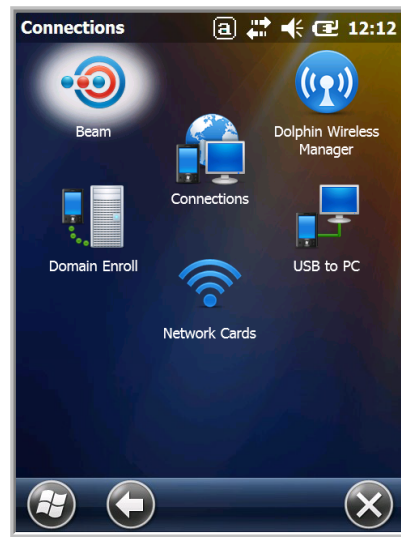 Connections
a
12:12
Beam
Dolphin Wireless
Manager
Connections
Domain Enroll
USB to PC
Network Cards